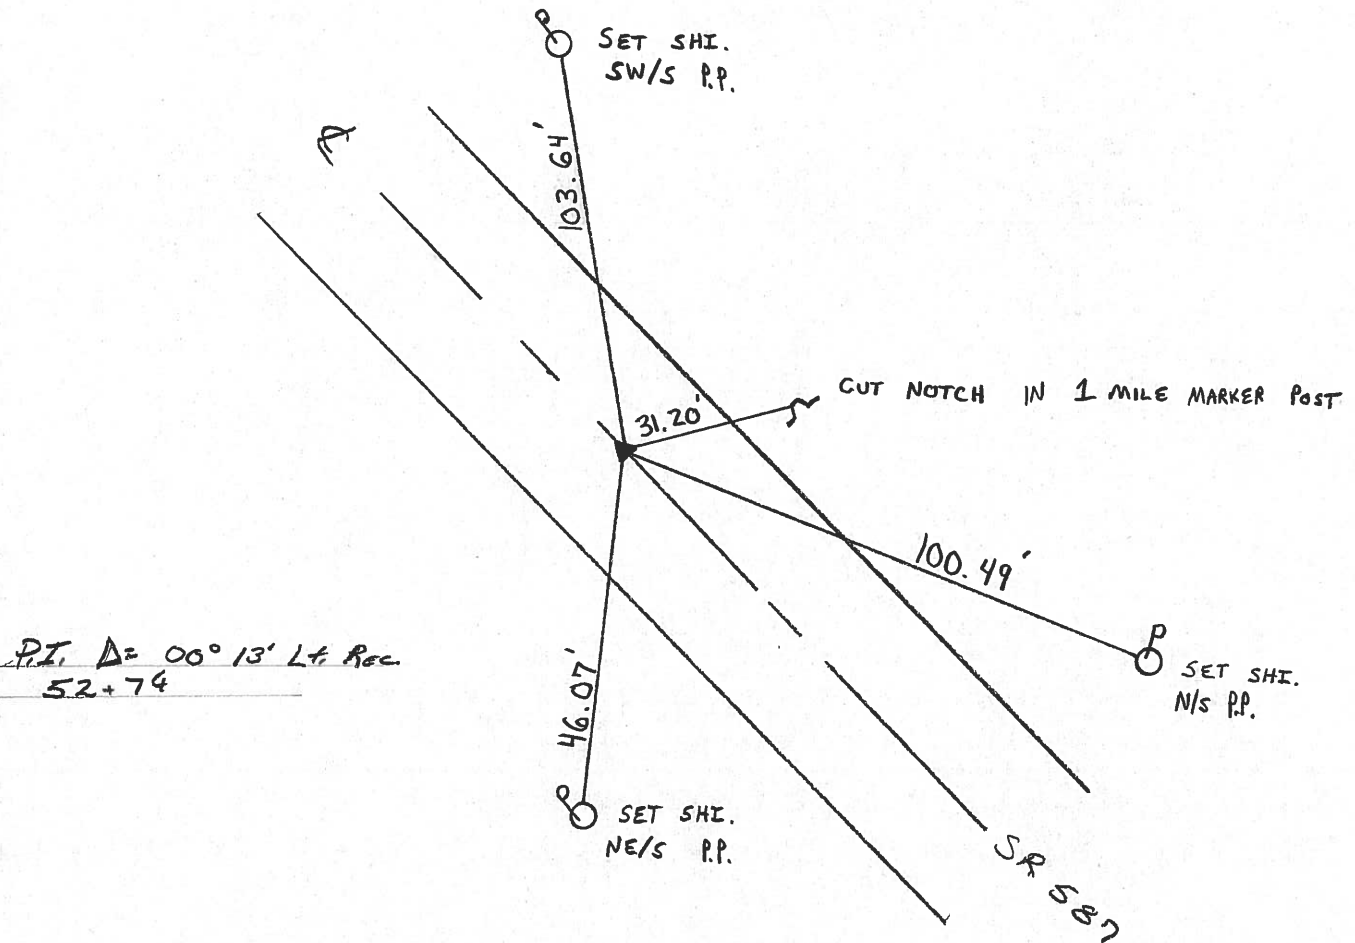 SET SHI.
SW/S P.P.
℄
103.64'
CUT NOTCH IN 1 MILE MARKER POST
31.20'
100.49'
P.I. Δ= 00° 13' Lt. Rec.
52+74
SET SHI.
N/S P.P.
46.07'
SET SHI.
NE/S P.P.
SR 587